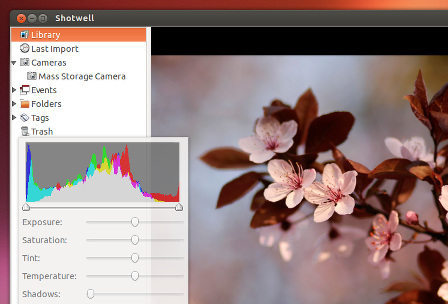 Shotwell
Library
Last Import
Cameras
Mass Storage Camera
Events
Folders
Tags
Trash
Exposure:
Saturation:
Tint:
Temperature:
Shadows: